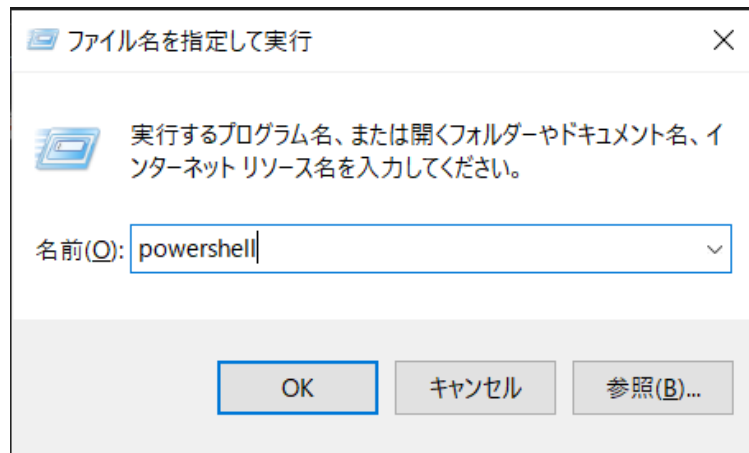 ファイル名を指定して実行
実行するプログラム名、または開くフォルダーやドキュメント名、イ
ンターネット リソース名を入力してください。
名前(O): powershell
OK キャンセル 参照(B)...